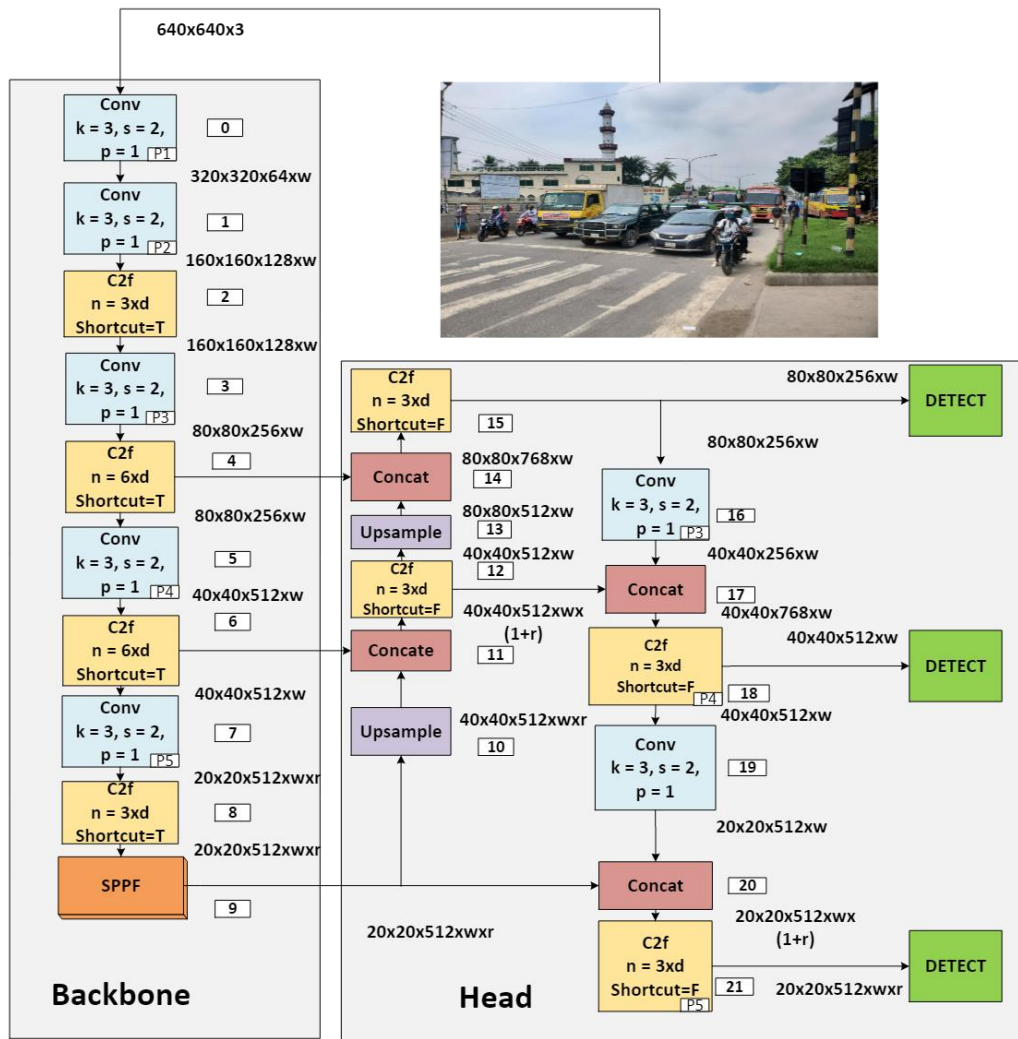 640x640x3
Conv
k = 3, s = 2,
p = 1
P1
0
320x320x64xw
Conv
k = 3, s = 2,
p = 1
P2
1
160x160x128xw
C2f
n = 3xd
Shortcut=T
2
160x160x128xw
Conv
k = 3, s = 2,
p = 1
P3
3
80x80x256xw
C2f
n = 6xd
Shortcut=T
4
80x80x256xw
Conv
k = 3, s = 2,
p = 1
P4
5
40x40x512xw
C2f
n = 6xd
Shortcut=T
6
40x40x512xw
Conv
k = 3, s = 2,
p = 1
P5
7
20x20x512xwxr
C2f
n = 3xd
Shortcut=T
8
20x20x512xwxr
SPPF
9
Backbone
C2f
n = 3xd
Shortcut=F
15
80x80x768xw
Concat
14
80x80x512xw
Upsample
13
40x40x512xw
C2f
n = 3xd
Shortcut=F
12
40x40x512xwx
(1+r)
Concate
11
Upsample
40x40x512xwxr
10
20x20x512xwxr
Head
80x80x256xw
DETECT
80x80x256xw
Conv
k = 3, s = 2,
p = 1
P3
16
40x40x256xw
Concat
17
40x40x768xw
C2f
n = 3xd
Shortcut=F
P4
18
40x40x512xw
DETECT
40x40x512xw
Conv
k = 3, s = 2,
p = 1
19
20x20x512xw
Concat
20
20x20x512xwx
(1+r)
C2f
n = 3xd
Shortcut=F
P5
21
20x20x512xwxr
DETECT